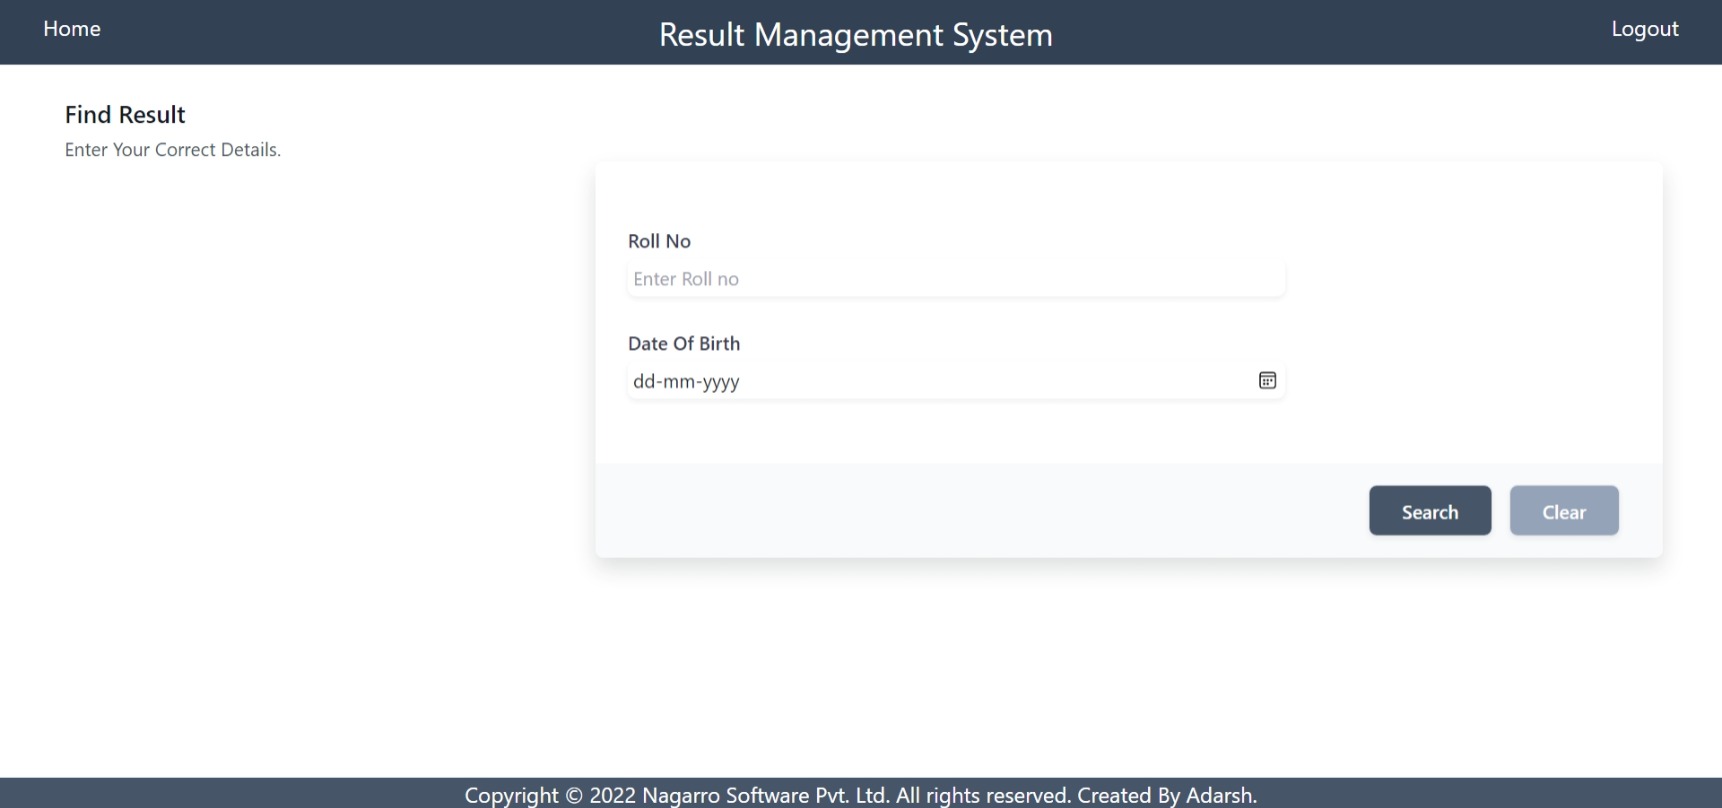 Home
Result Management System
Logout
Find Result
Enter Your Correct Details.
Roll No
Enter Roll no
Date Of Birth
dd-mm-yyyy
Search
Clear
Copyright © 2022 Nagarro Software Pvt. Ltd. All rights reserved. Created By Adarsh.